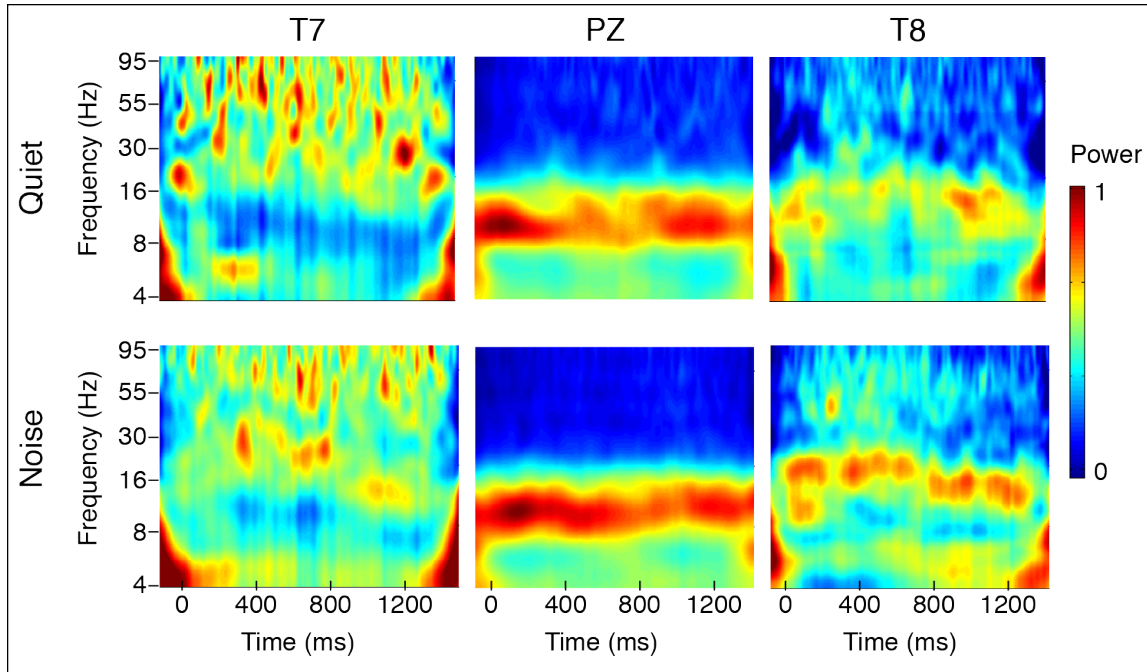 T7 PZ T8
Quiet
Frequency (Hz)
95
55
30
16
8
4
Power
1
0
Noise
Frequency (Hz)
95
55
30
16
8
4
0 400 800 1200 0 400 800 1200 0 400 800 1200
Time (ms) Time (ms) Time (ms)